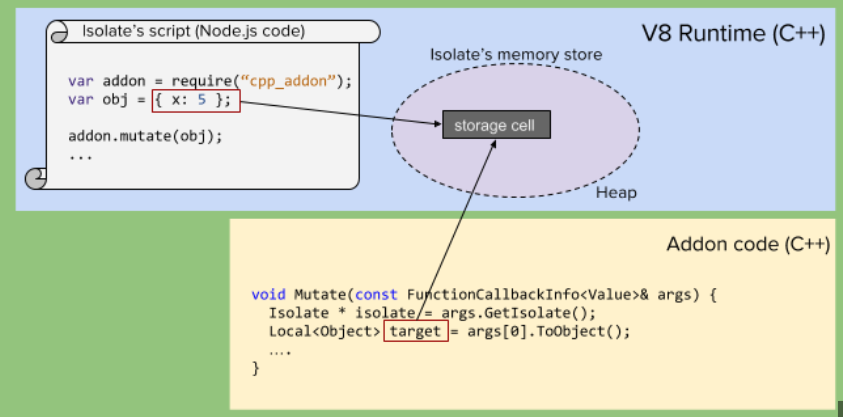 Isolate's script (Node.js code)
var addon = require(“cpp_addon”);
var obj = { x: 5 };
addon.mutate(obj);
...
V8 Runtime (C++)
Isolate's memory store
storage cell
Heap
Addon code (C++)
void Mutate(const FunctionCallbackInfo<Value>& args) {
Isolate * isolate = args.GetIsolate();
Local<Object> target = args[0].ToObject();
….
}